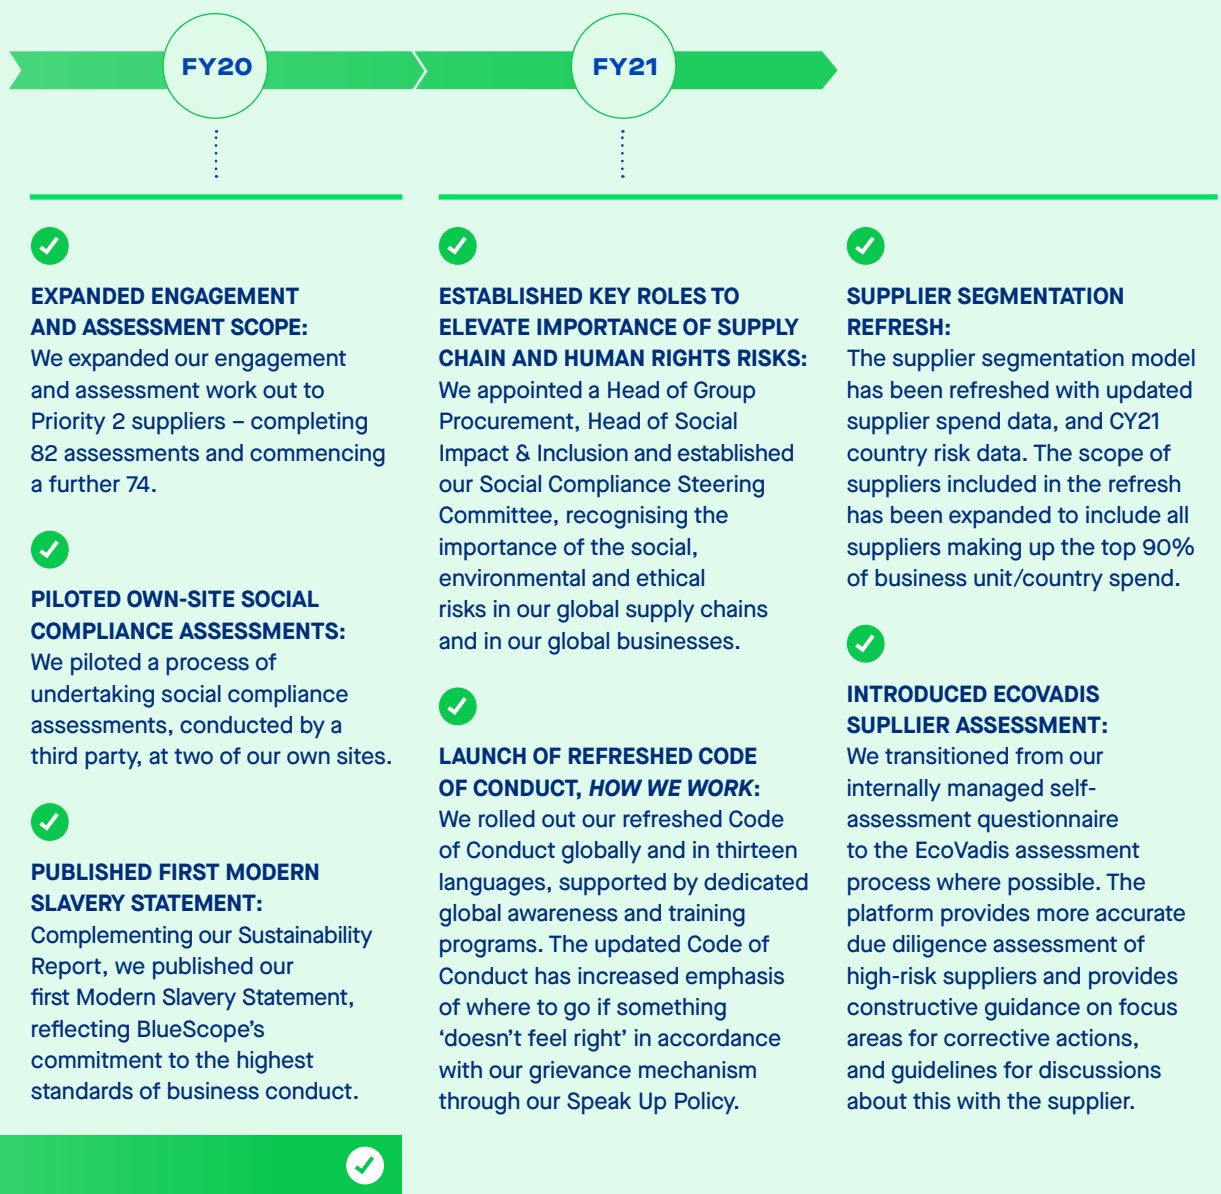 FY20
FY21
EXPANDED ENGAGEMENT
AND ASSESSMENT SCOPE:
We expanded our engagement
and assessment work out to
Priority 2 suppliers – completing
82 assessments and commencing
a further 74.
PILOTED OWN-SITE SOCIAL
COMPLIANCE ASSESSMENTS:
We piloted a process of
undertaking social compliance
assessments, conducted by a
third party, at two of our own sites.
PUBLISHED FIRST MODERN
SLAVERY STATEMENT:
Complementing our Sustainability
Report, we published our
first Modern Slavery Statement,
reflecting BlueScope’s
commitment to the highest
standards of business conduct.
ESTABLISHED KEY ROLES TO
ELEVATE IMPORTANCE OF SUPPLY
CHAIN AND HUMAN RIGHTS RISKS:
We appointed a Head of Group
Procurement, Head of Social
Impact & Inclusion and established
our Social Compliance Steering
Committee, recognising the
importance of the social,
environmental and ethical
risks in our global supply chains
and in our global businesses.
LAUNCH OF REFRESHED CODE
OF CONDUCT, HOW WE WORK:
We rolled out our refreshed Code
of Conduct globally and in thirteen
languages, supported by dedicated
global awareness and training
programs. The updated Code of
Conduct has increased emphasis
of where to go if something
‘doesn’t feel right’ in accordance
with our grievance mechanism
through our Speak Up Policy.
SUPPLIER SEGMENTATION
REFRESH:
The supplier segmentation model
has been refreshed with updated
supplier spend data, and CY21
country risk data. The scope of
suppliers included in the refresh
has been expanded to include all
suppliers making up the top 90%
of business unit/country spend.
INTRODUCED ECOVADIS
SUPLLIER ASSESSMENT:
We transitioned from our
internally managed self-
assessment questionnaire
to the EcoVadis assessment
process where possible. The
platform provides more accurate
due diligence assessment of
high-risk suppliers and provides
constructive guidance on focus
areas for corrective actions,
and guidelines for discussions
about this with the supplier.